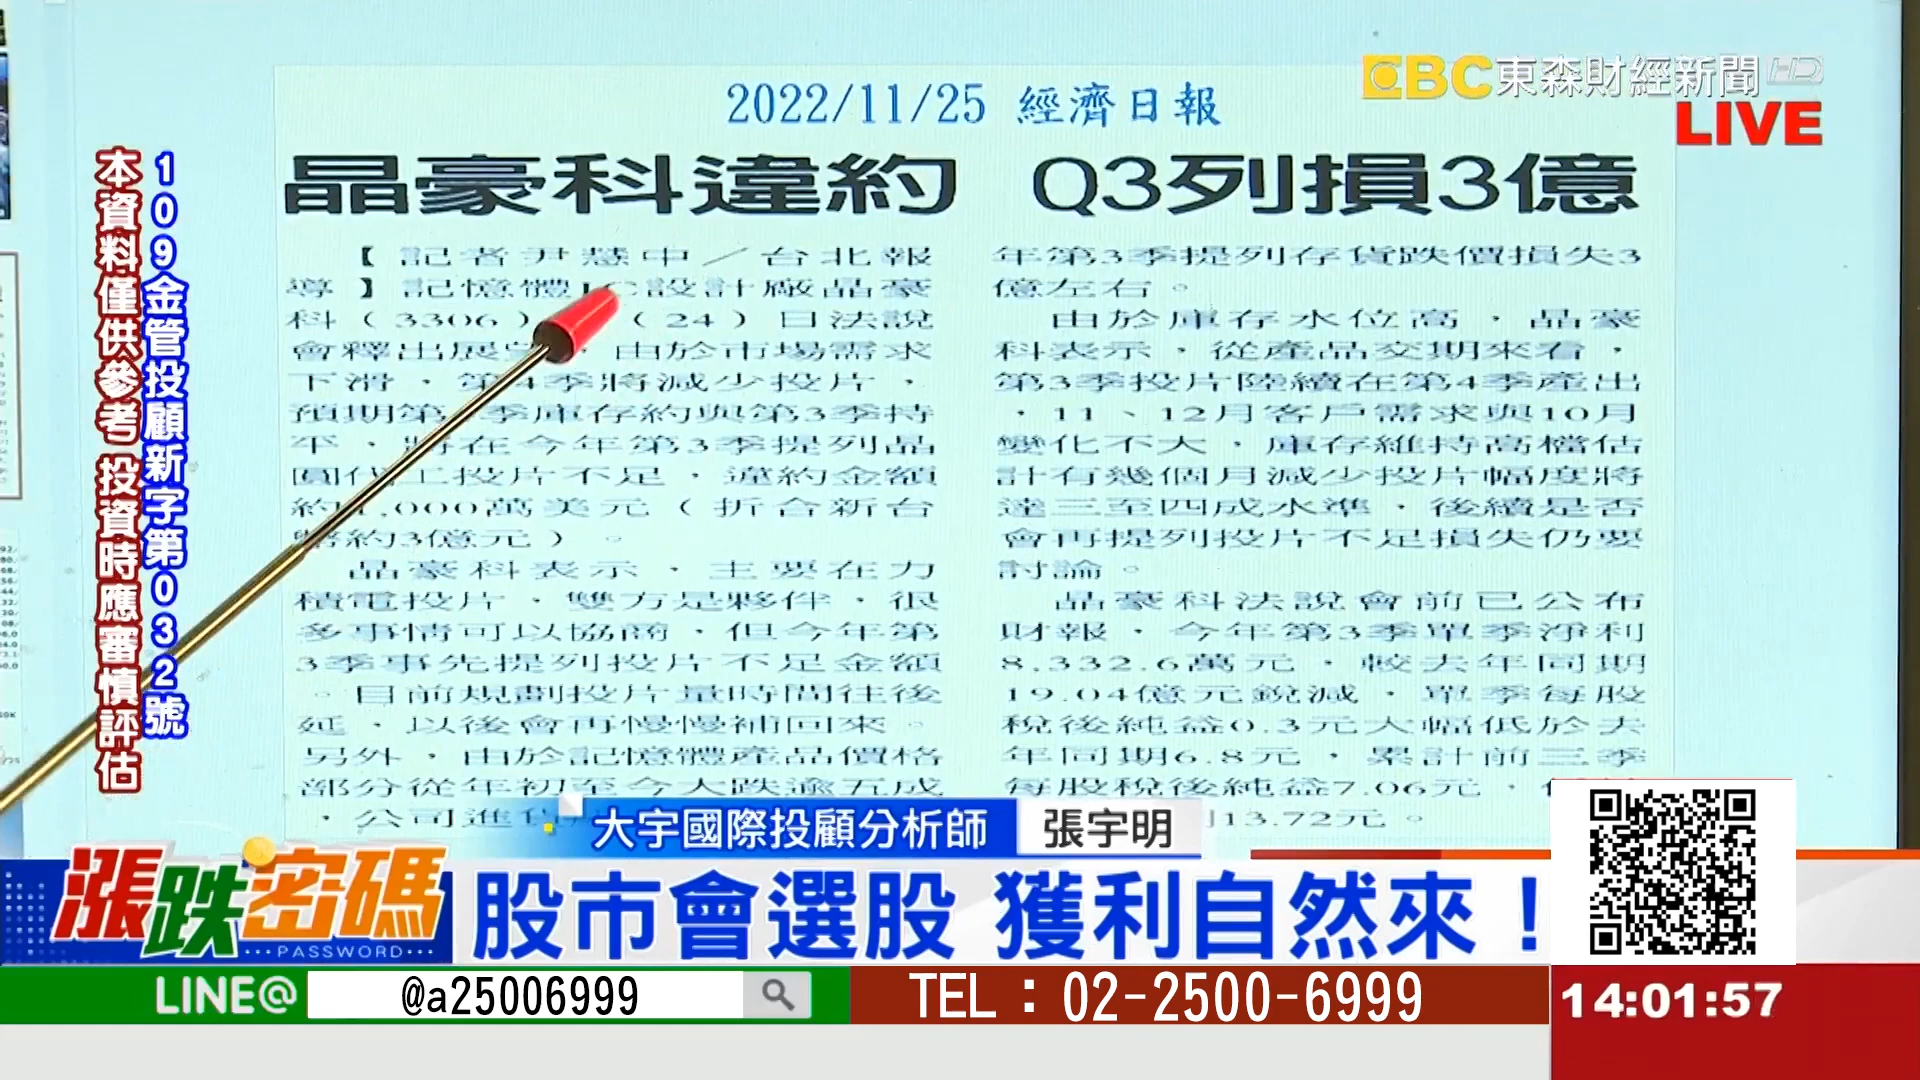 EBC東森財經新聞HD
LIVE
2022/11/25 經濟日報
晶豪科違約 Q3列損3億
【記者尹慧中/台北報
導】記憶體IC設計廠晶豪
科(3306) (24)日法說
會釋出展望,由於市場需求
下滑,第4季將減少投片,
預期第 季庫存約與第3季持
平,將在今年第3季提列晶
圓代工投片不足,違約金額
約 ,000萬美元(折合新台
幣約3億元)。
晶豪科表示,主要在力
積電投片,雙方是夥伴,很
多事情可以協商,但今年第
3季事先提列投片不足金額
。目前規劃投片量時間往後
延,以後會再慢慢補回來。
另外,由於記憶體產品價格
部分從年初至今大跌逾五成
,公司進
年第3季提列存貨跌價損失3
億左右。
由於庫存水位高,晶豪
科表示,從產品交期來看,
第3季投片陸續在第4季產出
,11、12月客戶需求與10月
變化不大,庫存維持高檔估
計有幾個月減少投片幅度將
達三至四成水準,後續是否
會再提列投片不足損失仍要
討論。
晶豪科法說會前已公布
財報,今年第3季單季淨利
8,332.6萬元,較去年同期
19.04億元銳減,單季每股
稅後純益0.3元大幅低於去
年同期6.8元,累計前三季
每股稅後純益7.06元,
13.72元。
109金管投顧新字第032號
本資料僅供參考 投資時應審慎評估
大宇國際投顧分析師 張宇明
漲跌密碼
PASSWORD
股市會選股 獲利自然來!
LINE@ @a25006999
TEL:02-2500-6999
14:01:57